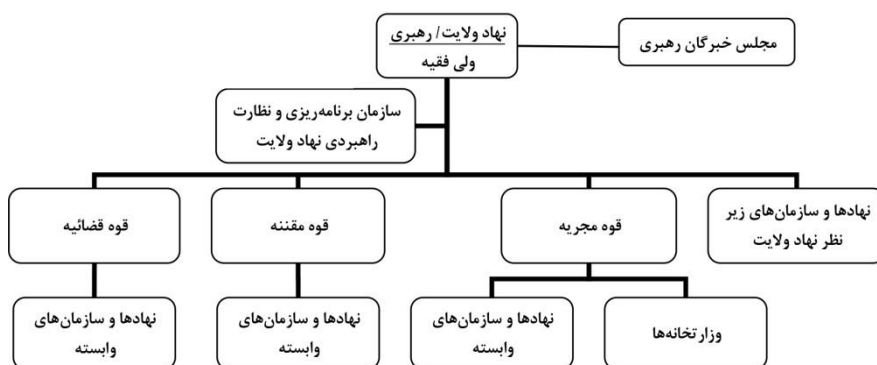 نهاد ولایت/ رهبری
ولی فقیه
مجلس خبرگان رهبری
سازمان برنامه‌ریزی و نظارت
راهبردی نهاد ولایت
نهادها و سازمان‌های زیر
نظر نهاد ولایت
قوه مجریه
قوه مقننه
قوه قضائیه
وزارتخانه‌ها
نهادها و سازمان‌های
وابسته
نهادها و سازمان‌های
وابسته
نهادها و سازمان‌های
وابسته